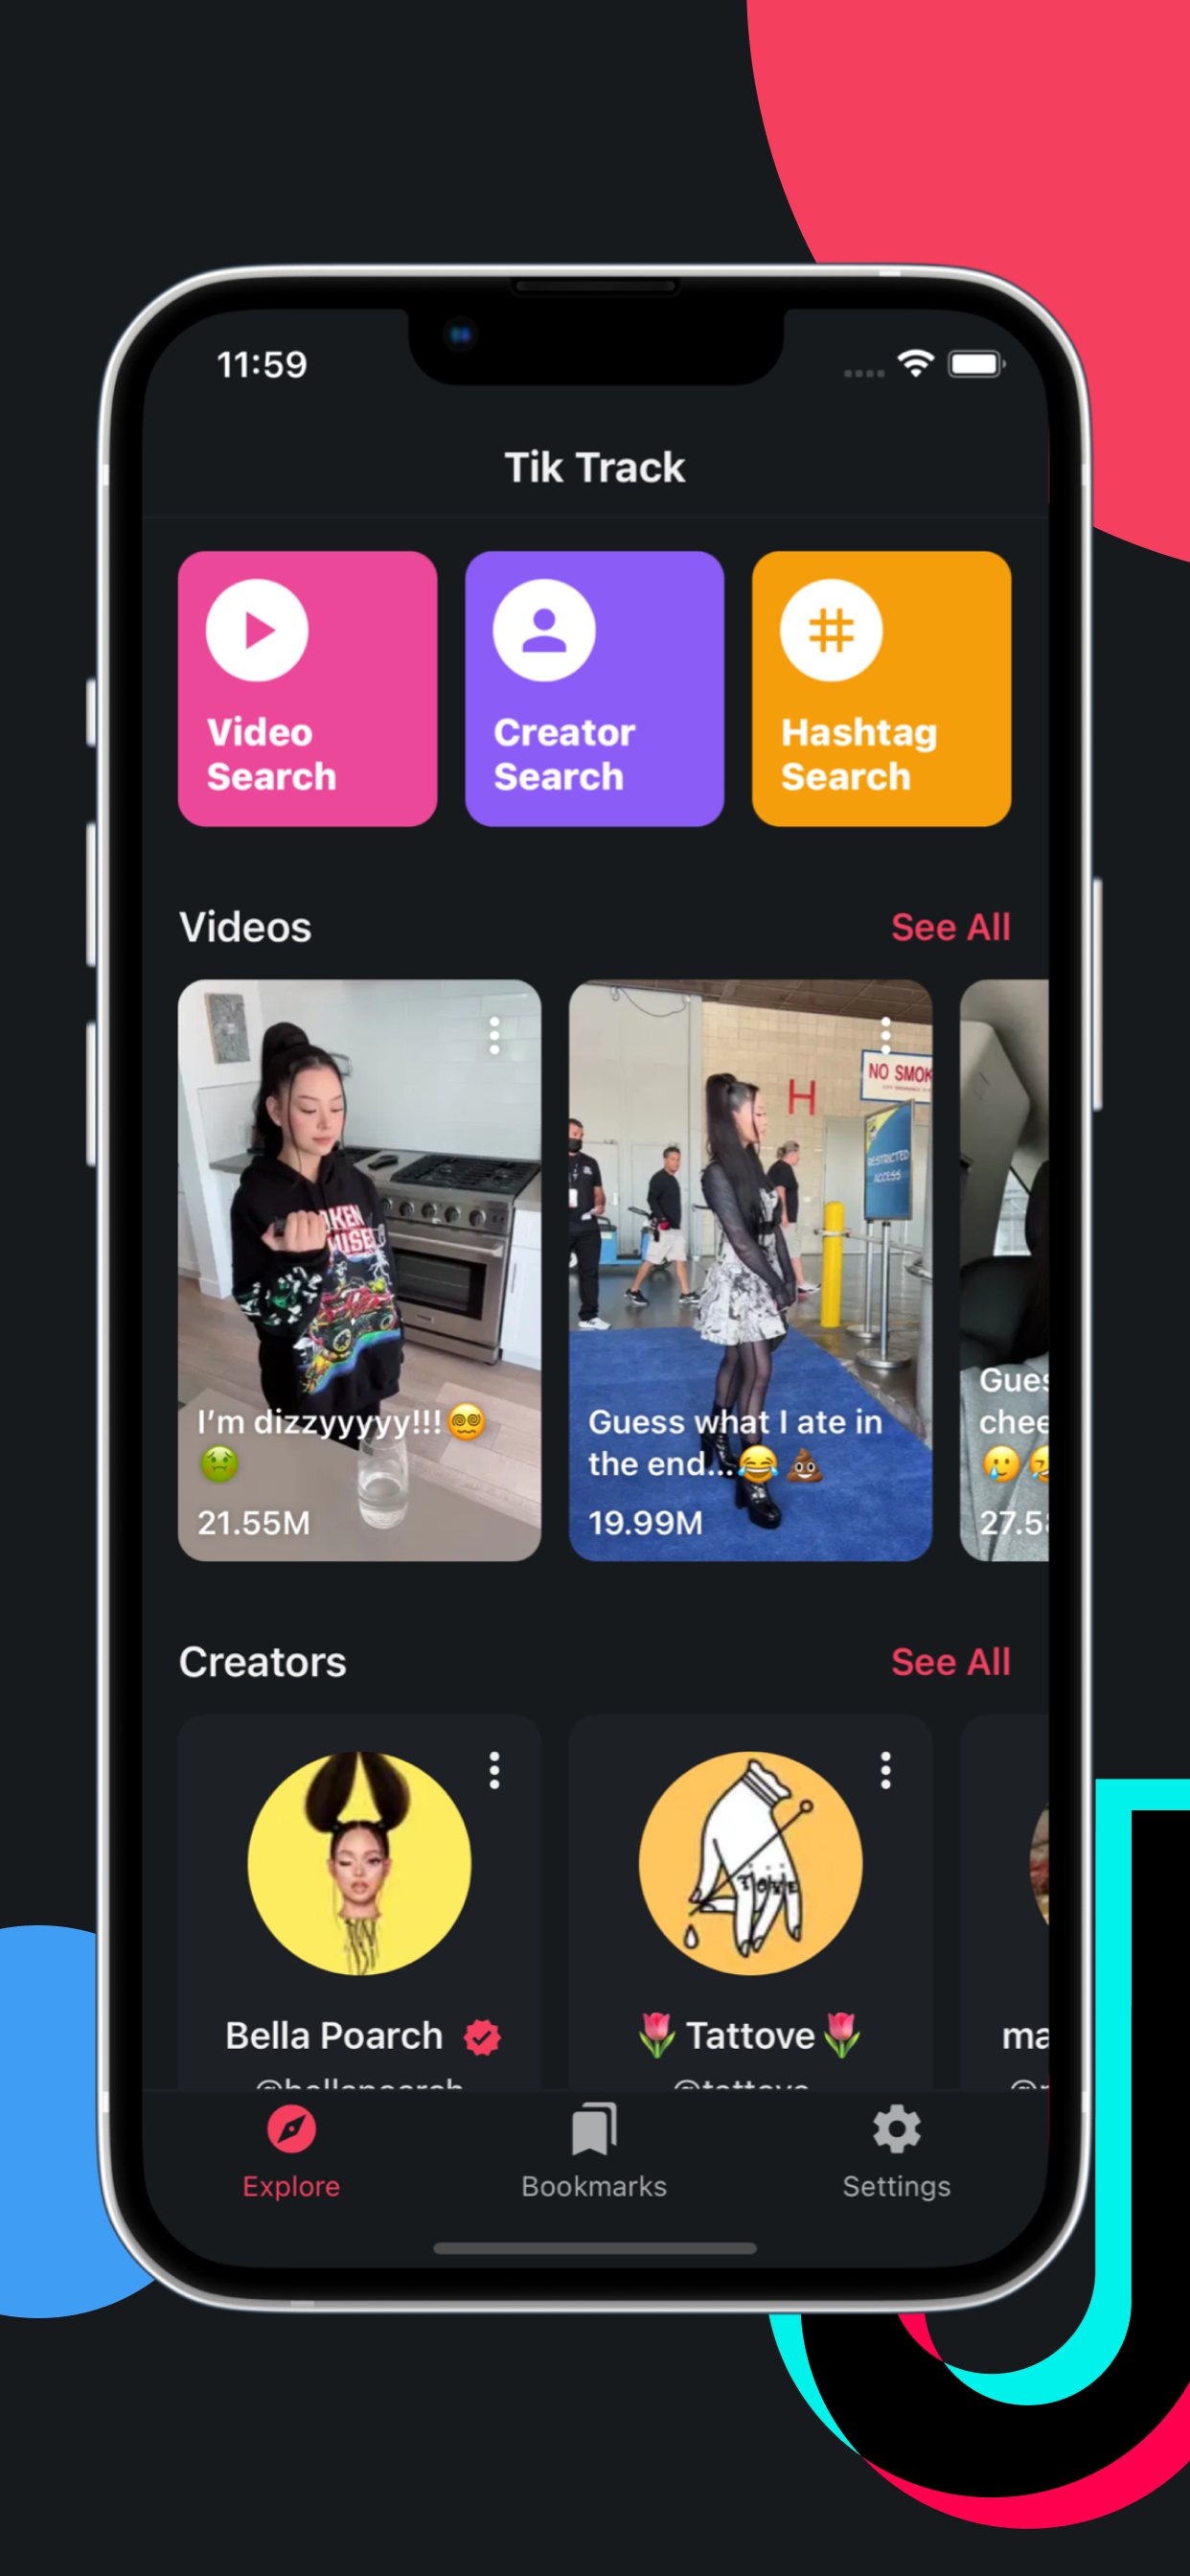 11:59
Tik Track
Video
Search
Creator
Search
Hashtag
Search
Videos
See All
H
NO SMOK
RESTRICTED
ACCESS
I'm dizzyyyyy!!!😵‍💫
🤢
21.55M
Guess what I ate in
the end...😂💩
19.99M
Gues
chee
🥲🤣
27.5
Creators
See All
Bella Poarch
🌷Tattove🌷
ma
@bellapoarch
@tattove
Explore
Bookmarks
Settings